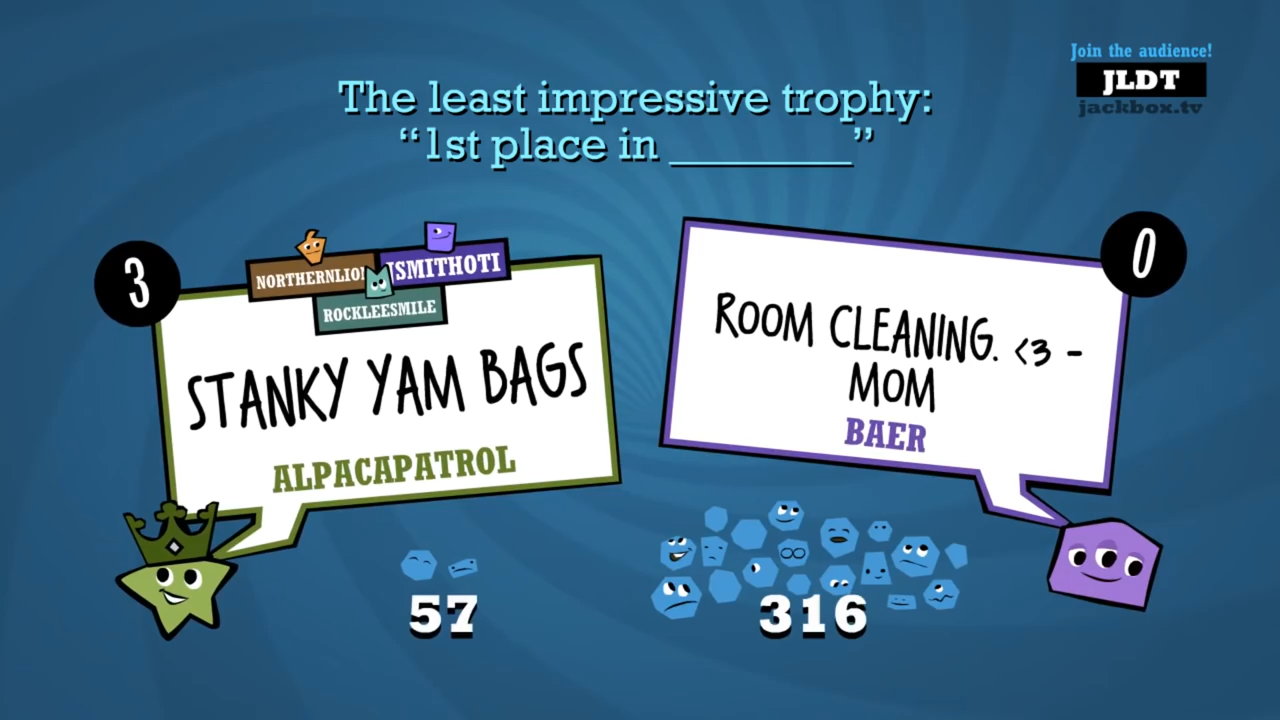 Join the audience!
JLDT
jackbox.tv
The least impressive trophy:
“1st place in ________”
3
NORTHERNLION
JSMITHOTI
ROCKLEESMILE
STANKY YAM BAGS
ALPACAPATROL
57
0
ROOM CLEANING. <3 -
MOM
BAER
316